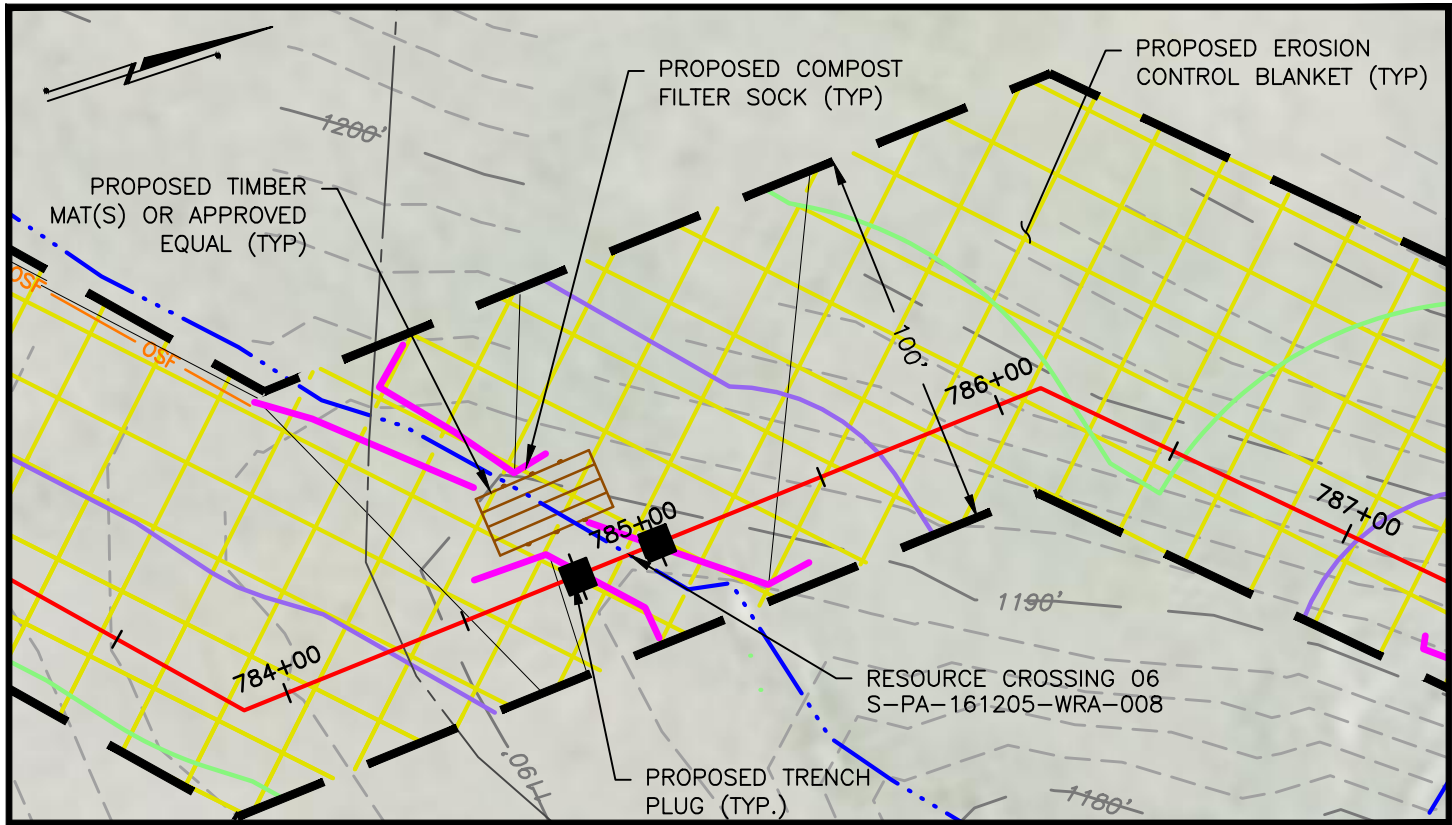 PROPOSED EROSION
CONTROL BLANKET (TYP)
PROPOSED COMPOST
FILTER SOCK (TYP)
1200'
PROPOSED TIMBER
MAT(S) OR APPROVED
EQUAL (TYP)
OSF
OSF
100'
786+00
787+00
785+00
1190'
784+00
RESOURCE CROSSING 06
S-PA-161205-WRA-008
1190'
PROPOSED TRENCH
PLUG (TYP.)
1180'